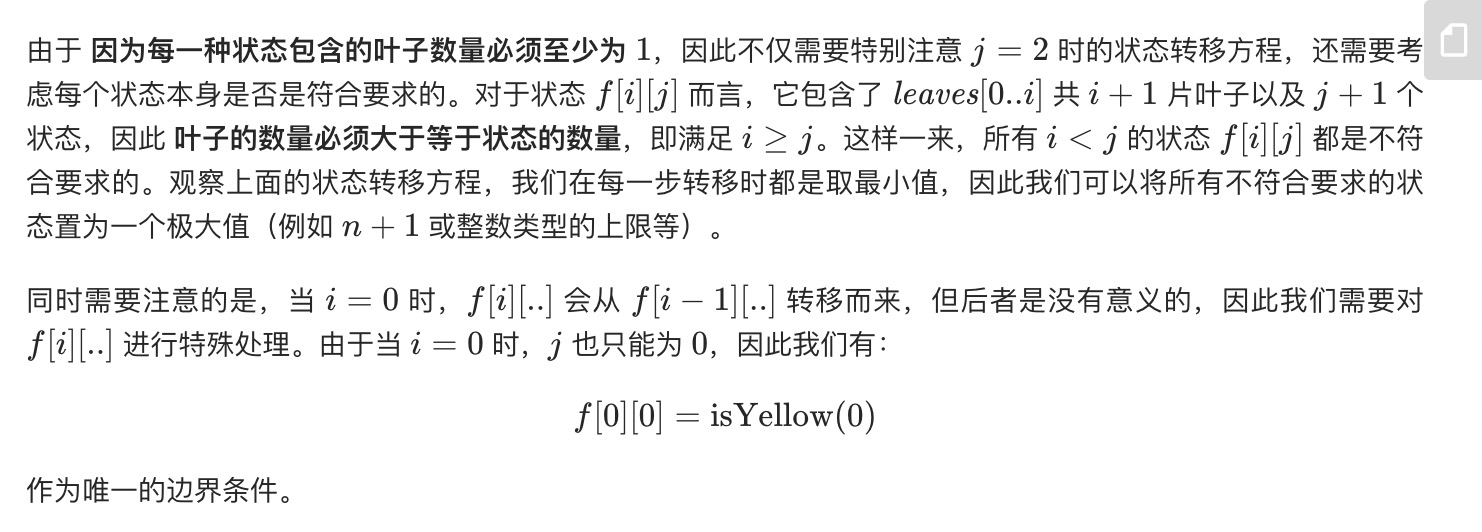 由于 因为每一种状态包含的叶子数量必须至少为 1，因此不仅需要特别注意 j = 2 时的状态转移方程，还需要考
虑每个状态本身是否是符合要求的。对于状态 f[i][j] 而言，它包含了 leaves[0..i] 共 i + 1 片叶子以及 j + 1 个
状态，因此 叶子的数量必须大于等于状态的数量，即满足 i ≥ j。这样一来，所有 i < j 的状态 f[i][j] 都是不符
合要求的。观察上面的状态转移方程，我们在每一步转移时都是取最小值，因此我们可以将所有不符合要求的状
态置为一个极大值（例如 n + 1 或整数类型的上限等）。
同时需要注意的是，当 i = 0 时，f[i][..] 会从 f[i − 1][..] 转移而来，但后者是没有意义的，因此我们需要对
f[i][..] 进行特殊处理。由于当 i = 0 时，j 也只能为 0，因此我们有：
f[0][0] = isYellow(0)
作为唯一的边界条件。